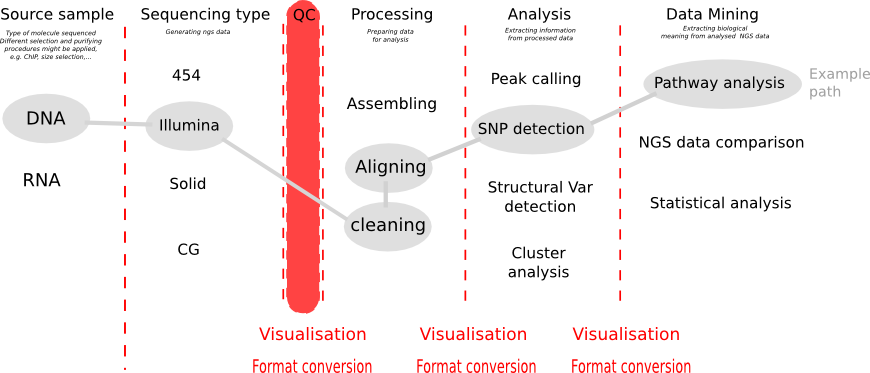 Source sample
Type of molecule sequenced
Different selection and purifying
procedures might be applied,
e.g. ChIP, size selection,...
DNA
RNA
Sequencing type
Generating ngs data
454
Illumina
Solid
CG
QC
Processing
Preparing data
for analysis
Assembling
Aligning
cleaning
Analysis
Extracting information
from processed data
Peak calling
SNP detection
Structural Var
detection
Cluster
analysis
Data Mining
Extracting biological
meaning from analysed NGS data
Pathway analysis
NGS data comparison
Statistical analysis
Example
path
Visualisation
Format conversion
Visualisation
Format conversion
Visualisation
Format conversion